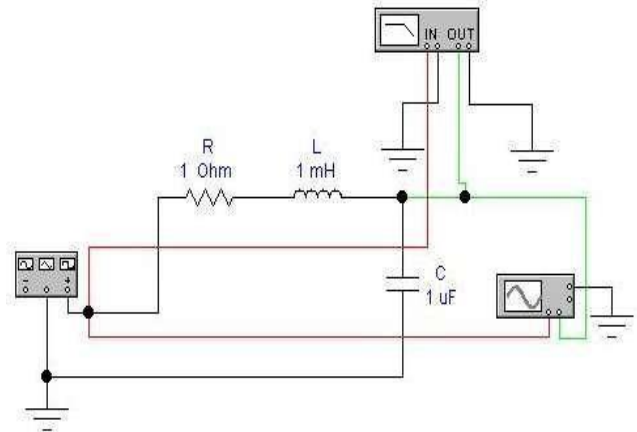 IN OUT
R
1 Ohm
L
1 mH
C
1 uF
- +